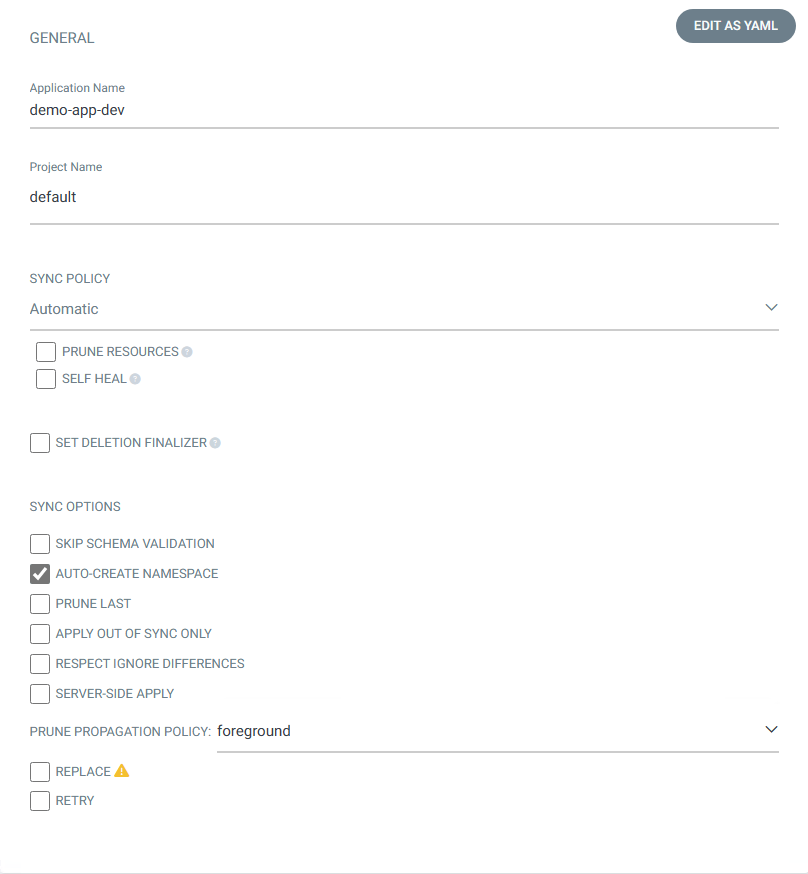 GENERAL
EDIT AS YAML
Application Name
demo-app-dev
Project Name
default
SYNC POLICY
Automatic
PRUNE RESOURCES ?
SELF HEAL ?
SET DELETION FINALIZER ?
SYNC OPTIONS
SKIP SCHEMA VALIDATION
AUTO-CREATE NAMESPACE
PRUNE LAST
APPLY OUT OF SYNC ONLY
RESPECT IGNORE DIFFERENCES
SERVER-SIDE APPLY
PRUNE PROPAGATION POLICY: foreground
REPLACE
RETRY